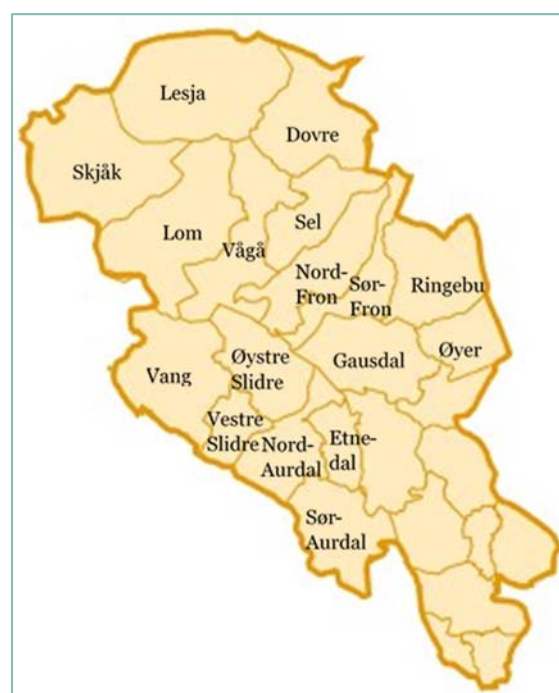 Lesja
Dovre
Skjåk
Lom
Vågå
Sel
Nord-
Fron
Sør-
Fron
Ringebu
Vang
Øystre
Slidre
Gausdal
Øyer
Vestre
Slidre
Nord-
Aurdal
Etne-
dal
Sør-
Aurdal